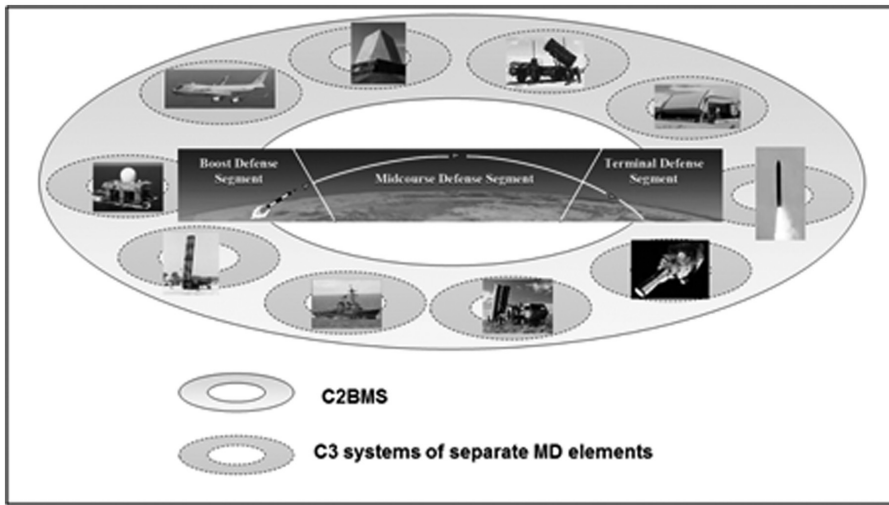 Boost Defense
Segment
Midcourse Defense Segment
Terminal Defense
Segment
C2BMS
C3 systems of separate MD elements